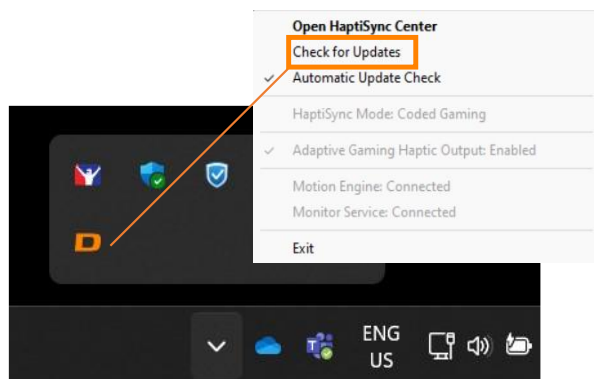 Open HaptiSync Center
Check for Updates
Automatic Update Check
HaptiSync Mode: Coded Gaming
Adaptive Gaming Haptic Output: Enabled
Motion Engine: Connected
Monitor Service: Connected
Exit
ENG
US